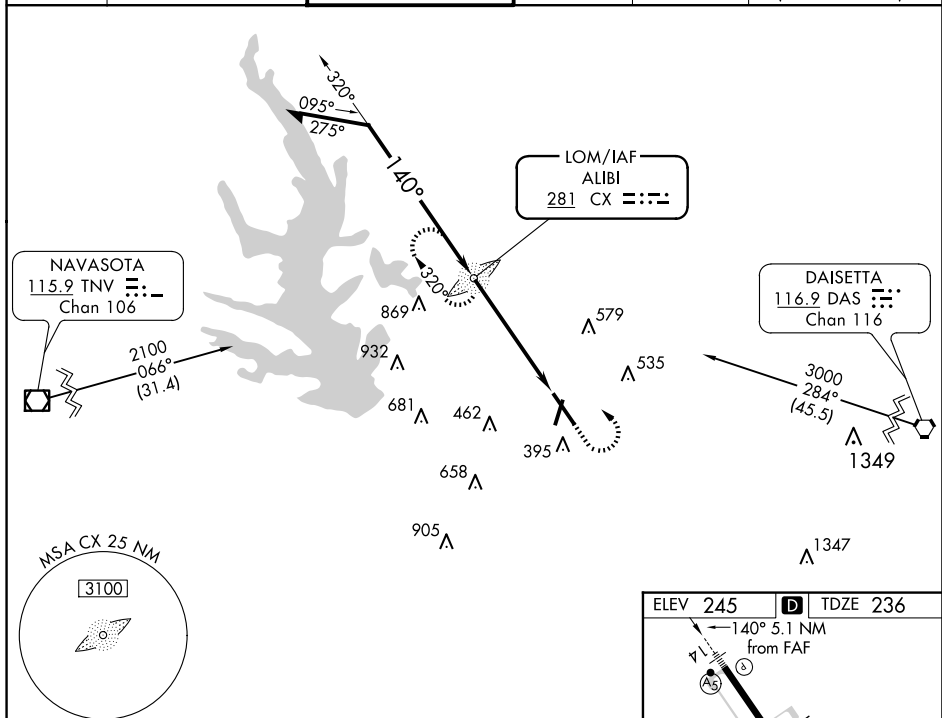 320°
095°
275°
140°
LOM/IAF
ALIBI
281 CX
NAVASOTA
115.9 TNV
Chan 106
DAISETTA
116.9 DAS
Chan 116
320°
869
579
2100
066°
(31.4)
932
535
3000
284°
(45.5)
681
462
395
1349
658
905
1347
MSA CX 25 NM
3100
ELEV 245 D TDZE 236
140° 5.1 NM
from FAF
14
P
A5